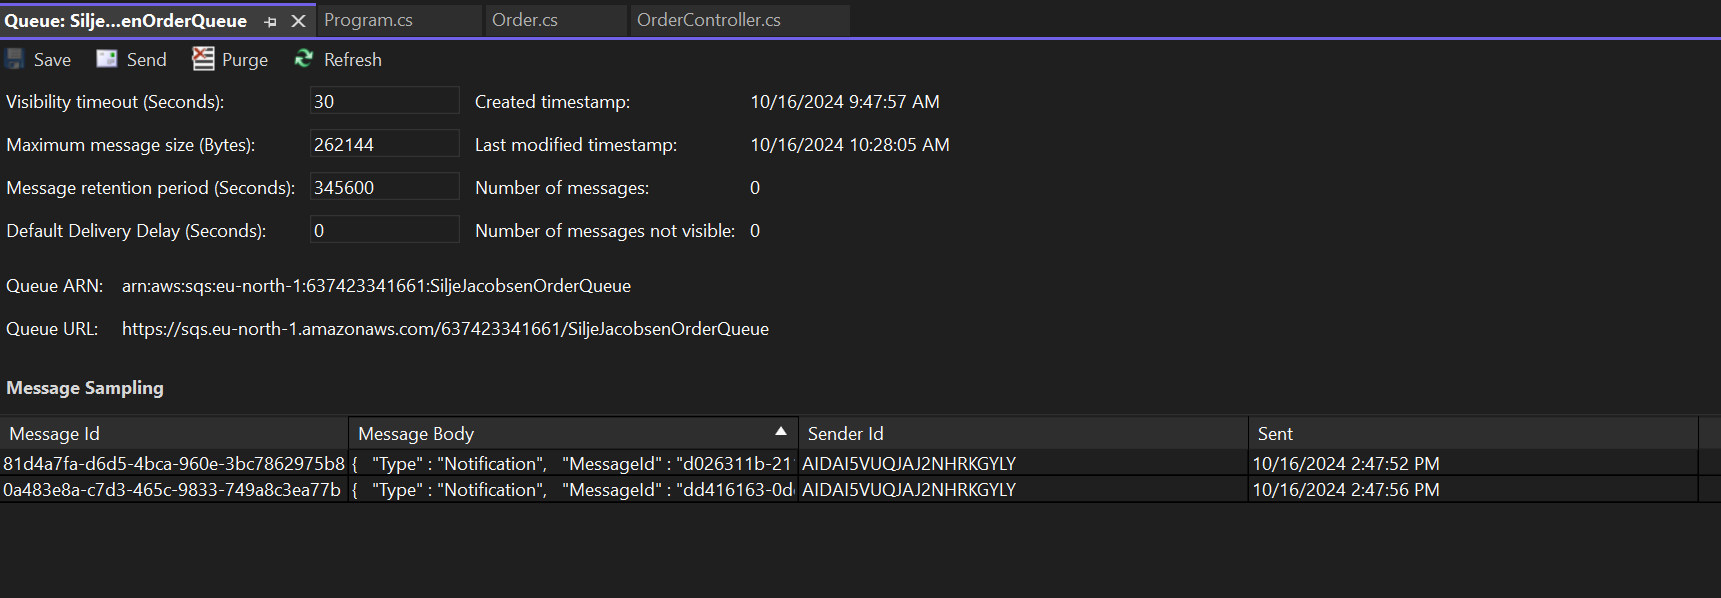 Queue: Silje...enOrderQueue Program.cs Order.cs OrderController.cs
Save Send Purge Refresh
Visibility timeout (Seconds): 30 Created timestamp: 10/16/2024 9:47:57 AM
Maximum message size (Bytes): 262144 Last modified timestamp: 10/16/2024 10:28:05 AM
Message retention period (Seconds): 345600 Number of messages: 0
Default Delivery Delay (Seconds): 0 Number of messages not visible: 0
Queue ARN: arn:aws:sqs:eu-north-1:637423341661:SiljeJacobsenOrderQueue
Queue URL: https://sqs.eu-north-1.amazonaws.com/637423341661/SiljeJacobsenOrderQueue
Message Sampling
Message Id Message Body Sender Id Sent
81d4a7fa-d6d5-4bca-960e-3bc7862975b8 { "Type" : "Notification", "MessageId" : "d026311b-21 AIDAI5VUQJAJ2NHRKGYLY 10/16/2024 2:47:52 PM
0a483e8a-c7d3-465c-9833-749a8c3ea77b { "Type" : "Notification", "MessageId" : "dd416163-0d AIDAI5VUQJAJ2NHRKGYLY 10/16/2024 2:47:56 PM